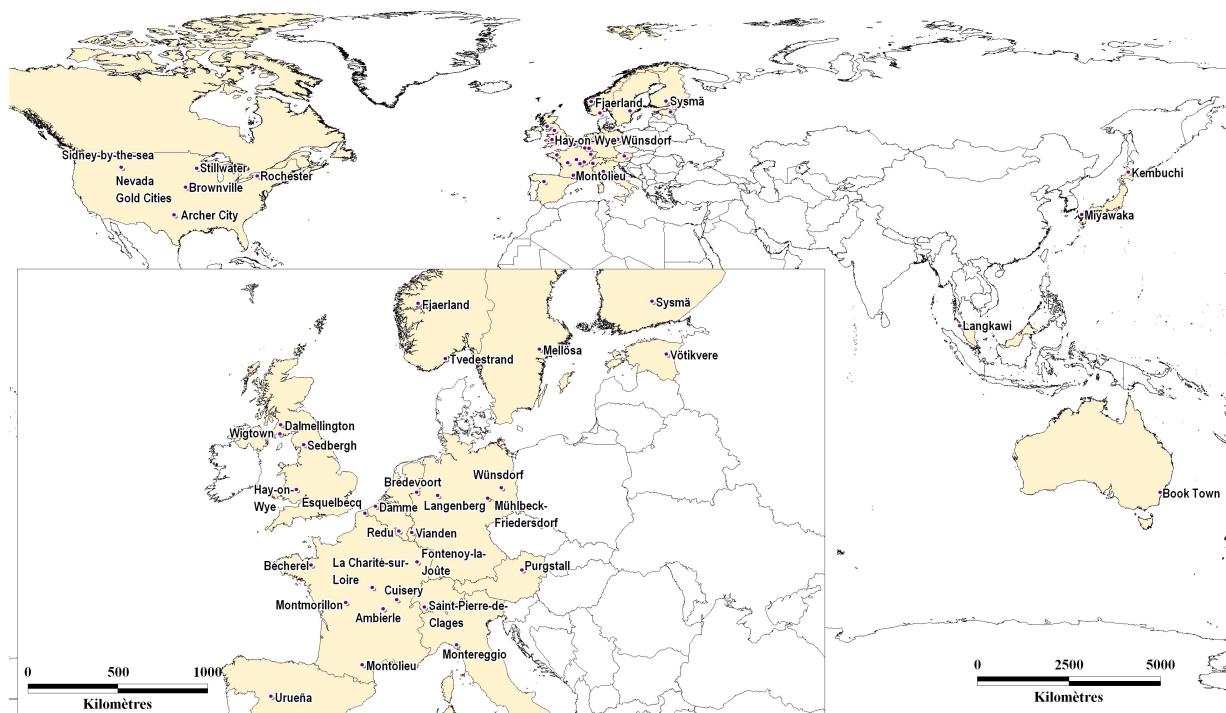 Fjaerland
Sysmä
Hay-on-Wye
Wünsdorf
Sidney-by-the-sea
Stillwater
Rochester
Montolieu
Kembuchi
Nevada
Gold Cities
Brownville
Archer City
Miyawaka
Langkawi
Book Town
Fjaerland
Sysmä
Tvedestrand
Mellösa
Vôtikvere
Dalmellington
Wigtown
Sedbergh
Hay-on-
Wye
Esquelbecq
Bredevoort
Wünsdorf
Damme
Langenberg
Mühlbeck-
Friedersdorf
Redu
Vianden
Bécherel
La Charité-sur-
Loire
Fontenoy-la-
Joûte
Purgstall
Cuisery
Montmorillon
Ambierle
Saint-Pierre-de-
Clages
Montereggio
Montolieu
Urueña
0 500 1000
Kilomètres
0 2500 5000
Kilomètres